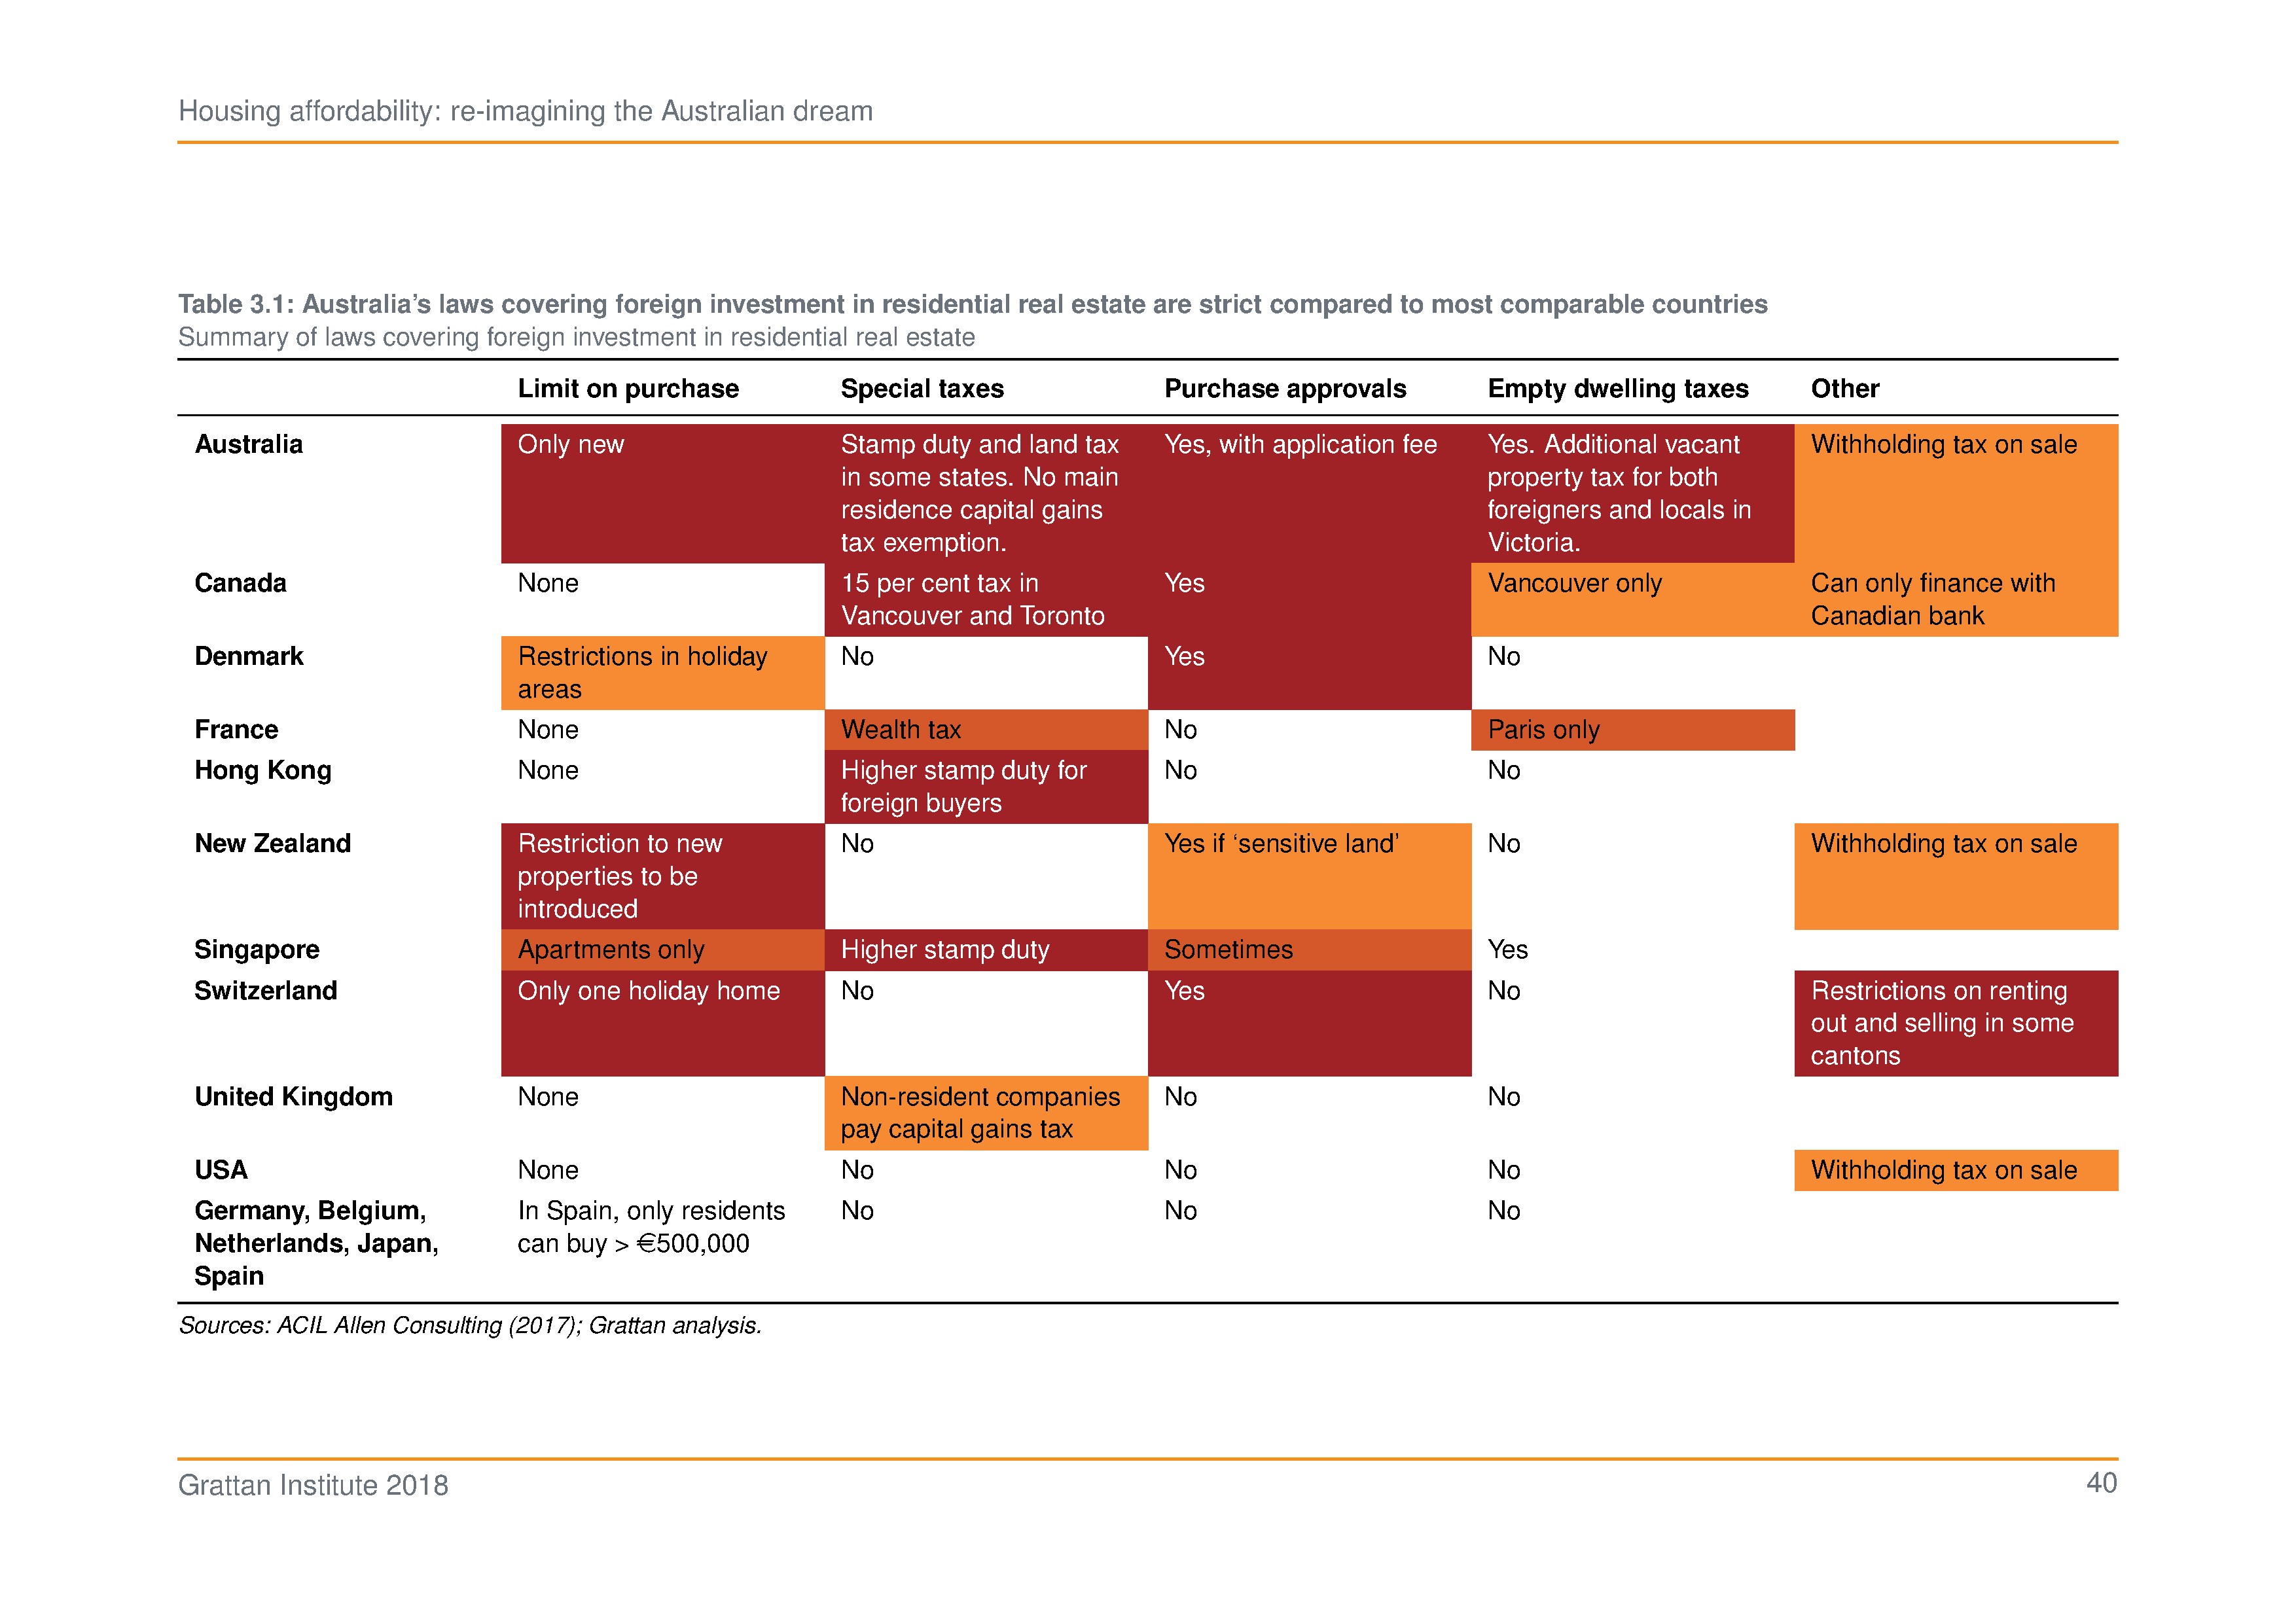 Housing affordability: re-imagining the Australian dream
Table 3.1: Australia’s laws covering foreign investment in residential real estate are strict compared to most comparable countries
Summary of laws covering foreign investment in residential real estate
Limit on purchase Special taxes Purchase approvals Empty dwelling taxes Other
Australia Only new Stamp duty and land tax Yes, with application fee Yes. Additional vacant Withholding tax on sale
in some states. No main property tax for both
residence capital gains foreigners and locals in
tax exemption. Victoria.
Canada None 15 per cent tax in Yes Vancouver only Can only finance with
Vancouver and Toronto Canadian bank
Denmark Restrictions in holiday No Yes No
areas
France None Wealth tax No Paris only
Hong Kong None Higher stamp duty for No No
foreign buyers
New Zealand Restriction to new No Yes if ‘sensitive land’ No Withholding tax on sale
properties to be
introduced
Singapore Apartments only Higher stamp duty Sometimes Yes
Switzerland Only one holiday home No Yes No Restrictions on renting
out and selling in some
cantons
United Kingdom None Non-resident companies No No
pay capital gains tax
USA None No No No Withholding tax on sale
Germany, Belgium, In Spain, only residents No No No
Netherlands, Japan, can buy > €500,000
Spain
Sources: ACIL Allen Consulting (2017); Grattan analysis.
Grattan Institute 2018 40